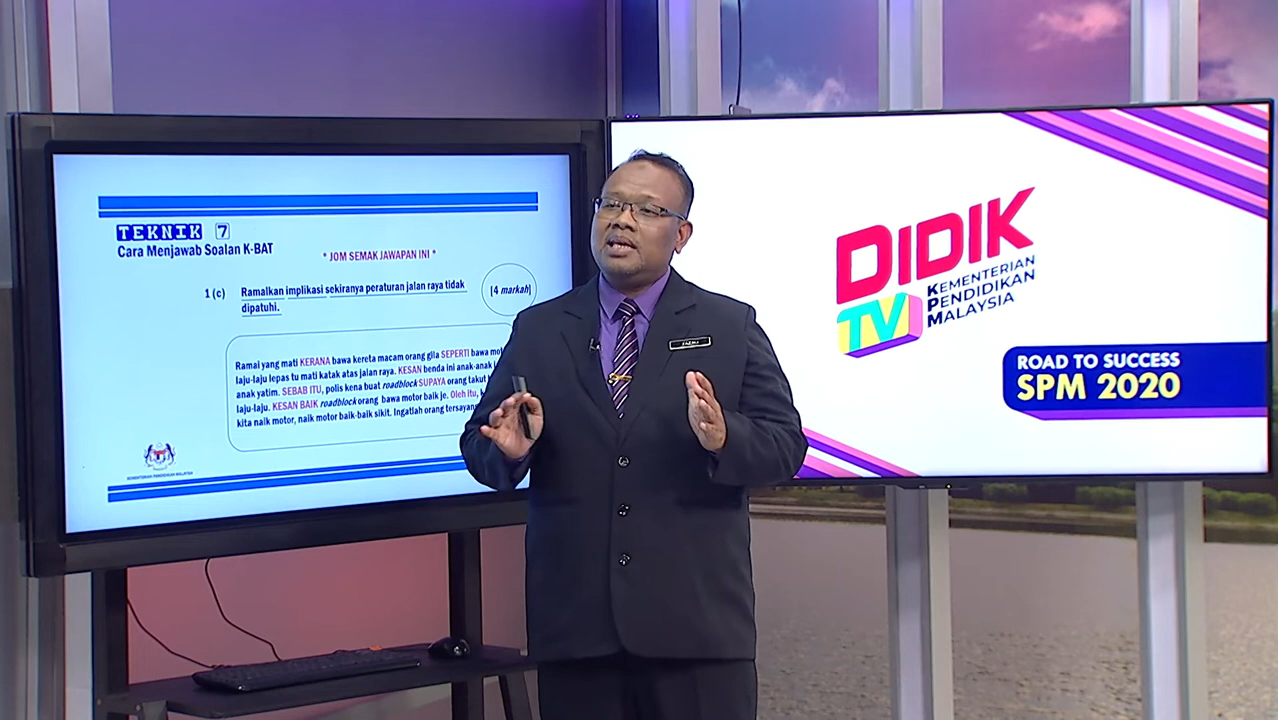 TEKNIK 7
Cara Menjawab Soalan K-BAT
* JOM SEMAK JAWAPAN INI *
1 (c) Ramalkan implikasi sekiranya peraturan jalan raya tidak
dipatuhi.
[4 markah]
Ramai yang mati KERANA bawa kereta macam orang gila SEPERTI bawa
laju-laju lepas tu mati katak atas jalan raya. KESAN benda ini anak-anak
anak yatim. SEBAB ITU, polis kena buat roadblock SUPAYA orang takut
laju-laju. KESAN BAIK roadblock orang bawa motor baik je. Oleh itu,
kita naik motor, naik motor baik-baik sikit. Ingatlah orang
KEMENTERIAN PENDIDIKAN MALAYSIA
DIDIK
TV
KEMENTERIAN
PENDIDIKAN
MALAYSIA
ROAD TO SUCCESS
SPM 2020